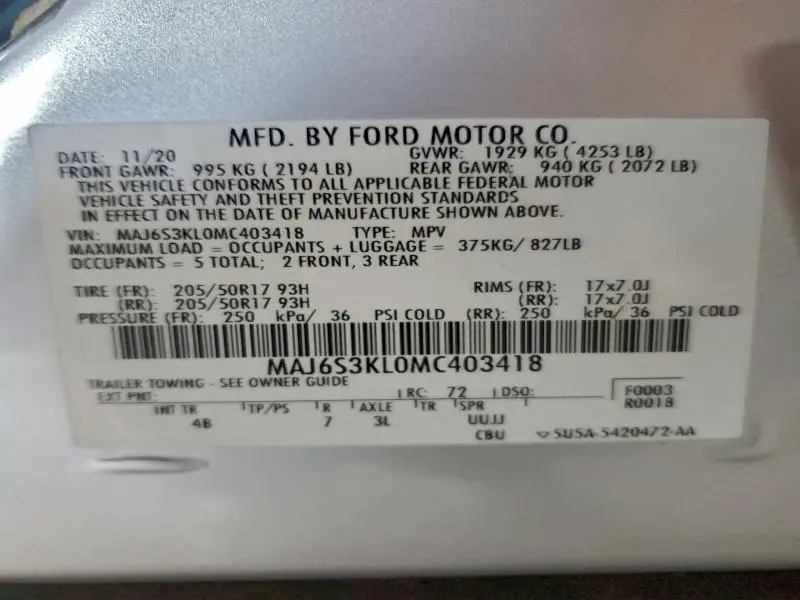 MFD. BY FORD MOTOR CO.
DATE: 11/20 GVWR: 1929 KG ( 4253 LB)
FRONT GAWR: 995 KG ( 2194 LB) REAR GAWR: 940 KG ( 2072 LB)
THIS VEHICLE CONFORMS TO ALL APPLICABLE FEDERAL MOTOR
VEHICLE SAFETY AND THEFT PREVENTION STANDARDS
IN EFFECT ON THE DATE OF MANUFACTURE SHOWN ABOVE.
VIN: MAJ6S3KL0MC403418 TYPE: MPV
MAXIMUM LOAD = OCCUPANTS + LUGGAGE = 375KG/ 827LB
OCCUPANTS = 5 TOTAL; 2 FRONT, 3 REAR
TIRE (FR): 205/50R17 93H RIMS (FR): 17x7.0J
(RR): 205/50R17 93H (RR): 17x7.0J
PRESSURE (FR): 250 kPa/ 36 PSI COLD (RR): 250 kPa/ 36 PSI COLD
MAJ6S3KL0MC403418
TRAILER TOWING - SEE OWNER GUIDE
EXT PNT: RC: 72 DSO: F0003
R0018
INT TR TP/PS R AXLE TR SPR
4B 7 3L UUJJ
CBU 5U5A-5420472-AA